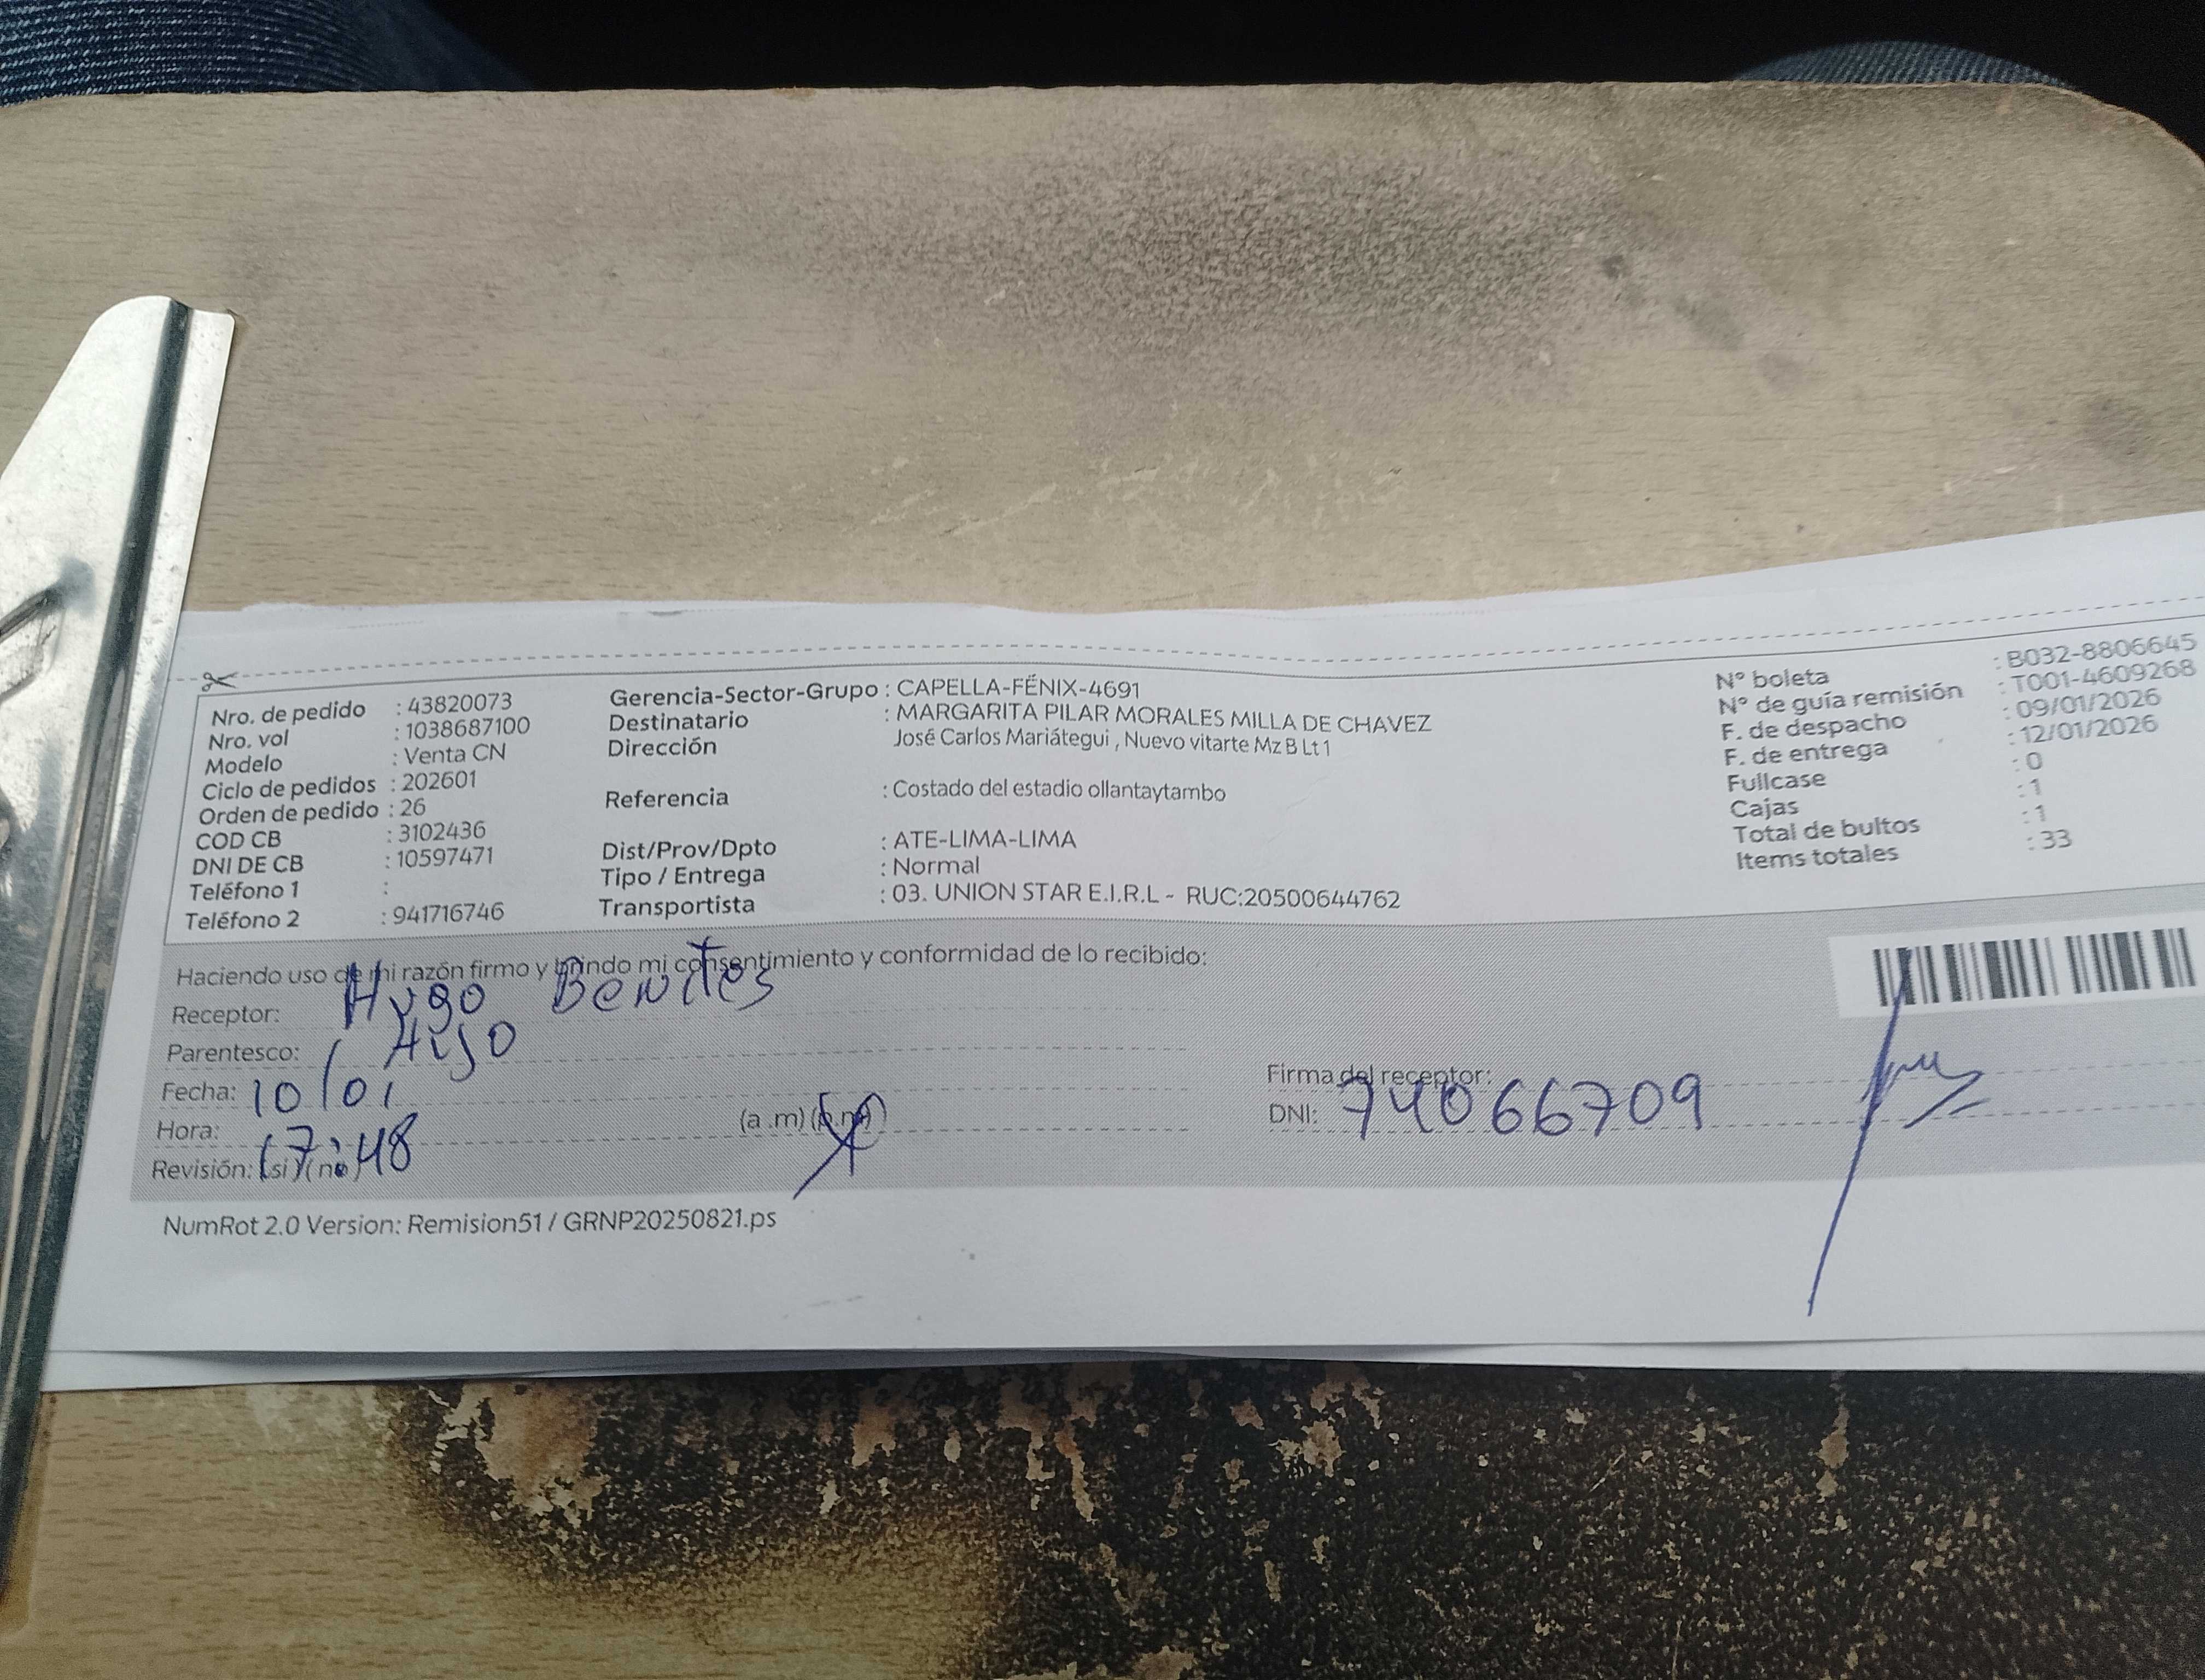 Nro. de pedido : 43820073
Nro. vol : 1038687100
Modelo : Venta CN
Ciclo de pedidos : 202601
Orden de pedido : 26
COD CB : 3102436
DNI DE CB : 10597471
Teléfono 1 :
Teléfono 2 : 941716746
Gerencia-Sector-Grupo : CAPELLA-FÉNIX-4691
Destinatario : MARGARITA PILAR MORALES MILLA DE CHAVEZ
Dirección José Carlos Mariátegui , Nuevo vitarte Mz B Lt 1
Referencia : Costado del estadio ollantaytambo
Dist/Prov/Dpto : ATE-LIMA-LIMA
Tipo / Entrega : Normal
Transportista : 03. UNION STAR E.I.R.L - RUC:20500644762
N° boleta : B032-8806645
N° de guía remisión : T001-4609268
F. de despacho : 09/01/2026
F. de entrega : 12/01/2026
Fullcase : 0
Cajas : 1
Total de bultos : 1
Items totales : 33
Haciendo uso de mi razón firmo y brindo mi consentimiento y conformidad de lo recibido:
Receptor: Hugo Benites
Parentesco: Hijo
Fecha: 10/01
Hora: 17:48 (a .m) (p.m)
Revisión: (si) (no)
Firma del receptor:
DNI: 74066709
NumRot 2.0 Version: Remision51 / GRNP20250821.ps